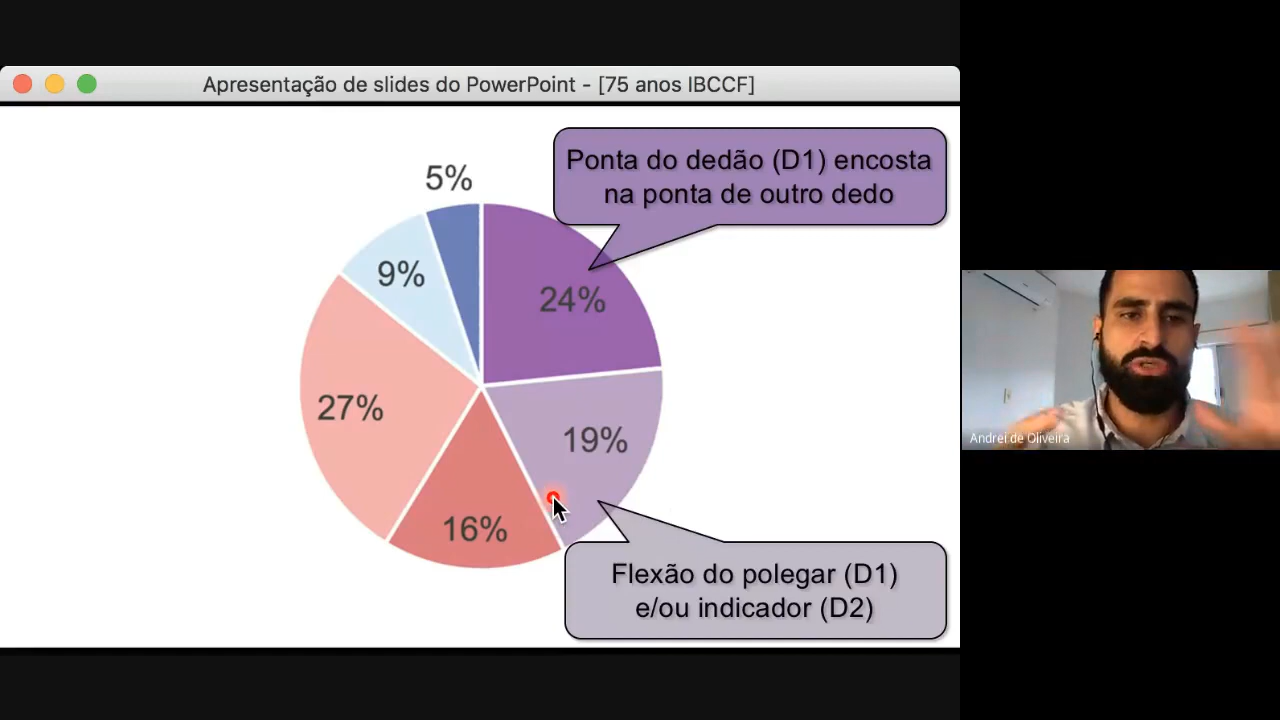 Apresentação de slides do PowerPoint - [75 anos IBCCF]
Ponta do dedão (D1) encosta
na ponta de outro dedo
5%
9%
24%
27%
19%
16%
Flexão do polegar (D1)
e/ou indicador (D2)
Andrei de Oliveira